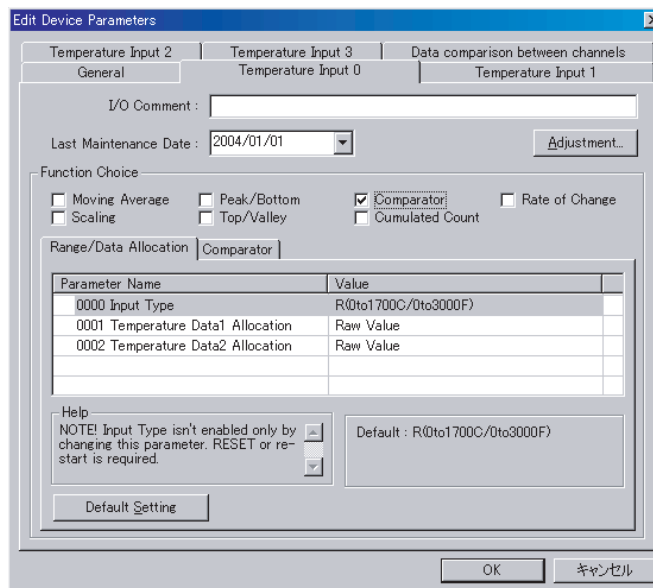 Edit Device Parameters
Temperature Input 2 Temperature Input 3 Data comparison between channels
General Temperature Input 0 Temperature Input 1
I/O Comment :
Last Maintenance Date : 2004/01/01 Adjustment...
Function Choice
Moving Average Peak/Bottom Comparator Rate of Change
Scaling Top/Valley Cumulated Count
Range/Data Allocation Comparator
Parameter Name Value
0000 Input Type R(0to1700C/0to3000F)
0001 Temperature Data1 Allocation Raw Value
0002 Temperature Data2 Allocation Raw Value
Help
NOTE! Input Type isn't enabled only by
changing this parameter. RESET or re-
start is required.
Default : R(0to1700C/0to3000F)
Default Setting
OK キャンセル